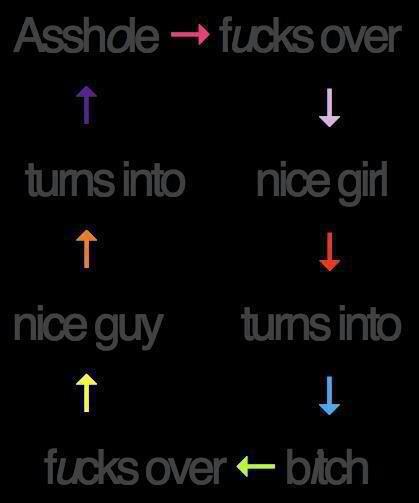 Asshole → fucks over
turns into nice girl
nice guy turns into
fucks over ← bitch